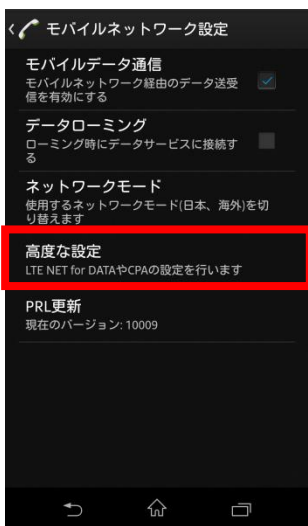 モバイルネットワーク設定
モバイルデータ通信
モバイルネットワーク経由のデータ送受
信を有効にする
データローミング
ローミング時にデータサービスに接続す
る
ネットワークモード
使用するネットワークモード(日本、海外)を切
り替えます
高度な設定
LTE NET for DATAやCPAの設定を行います
PRL更新
現在のバージョン: 10009